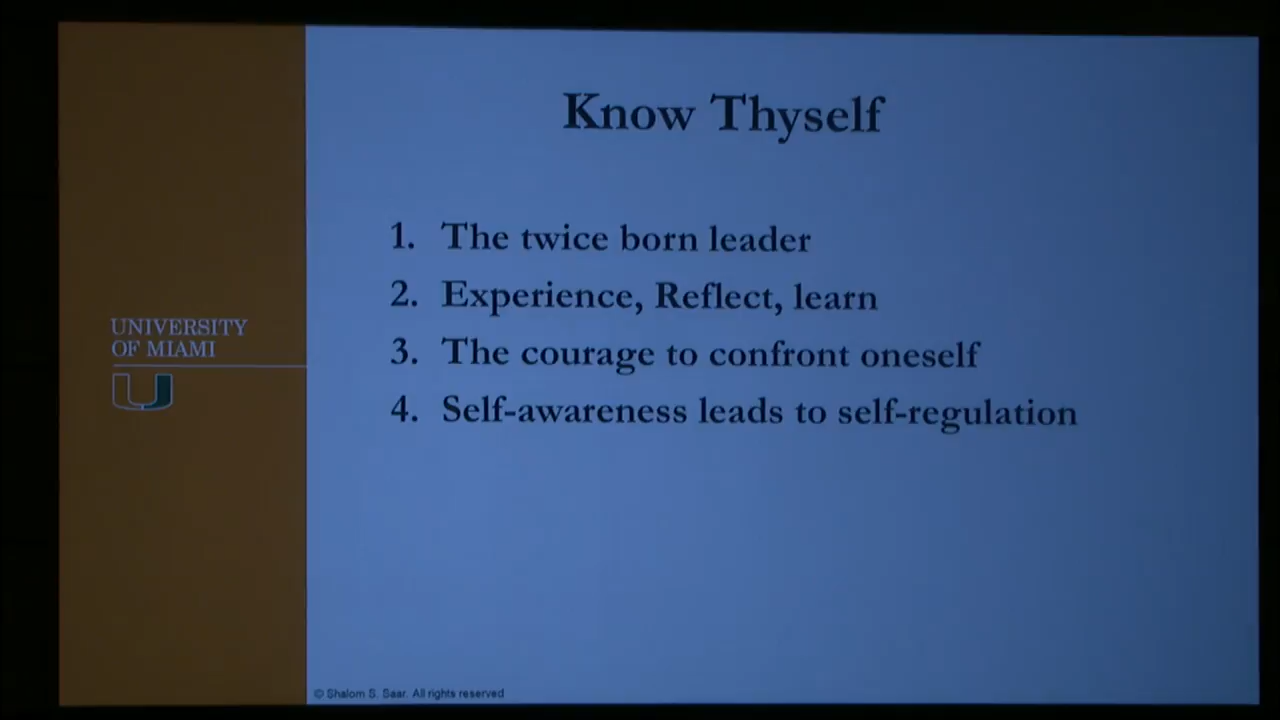 Know Thyself
1. The twice born leader
2. Experience, Reflect, learn
3. The courage to confront oneself
4. Self-awareness leads to self-regulation
UNIVERSITY
OF MIAMI
© Shalom S. Saar. All rights reserved